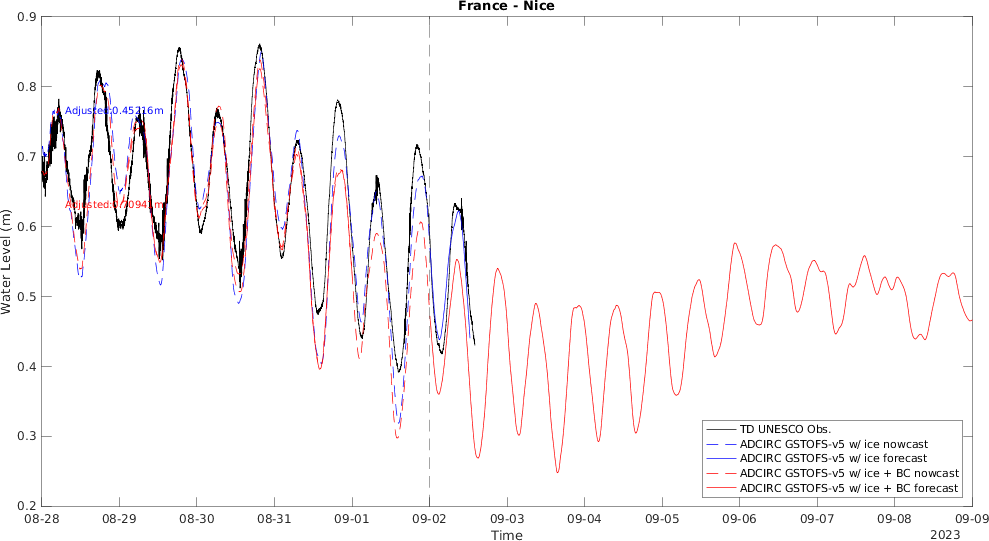 France - Nice
0.9
0.8
0.7
0.6
0.5
0.4
0.3
0.2
Water Level (m)
Adjusted:0.45216m
TD UNESCO Obs.
ADCIRC GSTOFS-v5 w/ ice nowcast
ADCIRC GSTOFS-v5 w/ ice forecast
ADCIRC GSTOFS-v5 w/ ice + BC nowcast
ADCIRC GSTOFS-v5 w/ ice + BC forecast
08-28 08-29 08-30 08-31 09-01 09-02 09-03 09-04 09-05 09-06 09-07 09-08 09-09
Time
2023